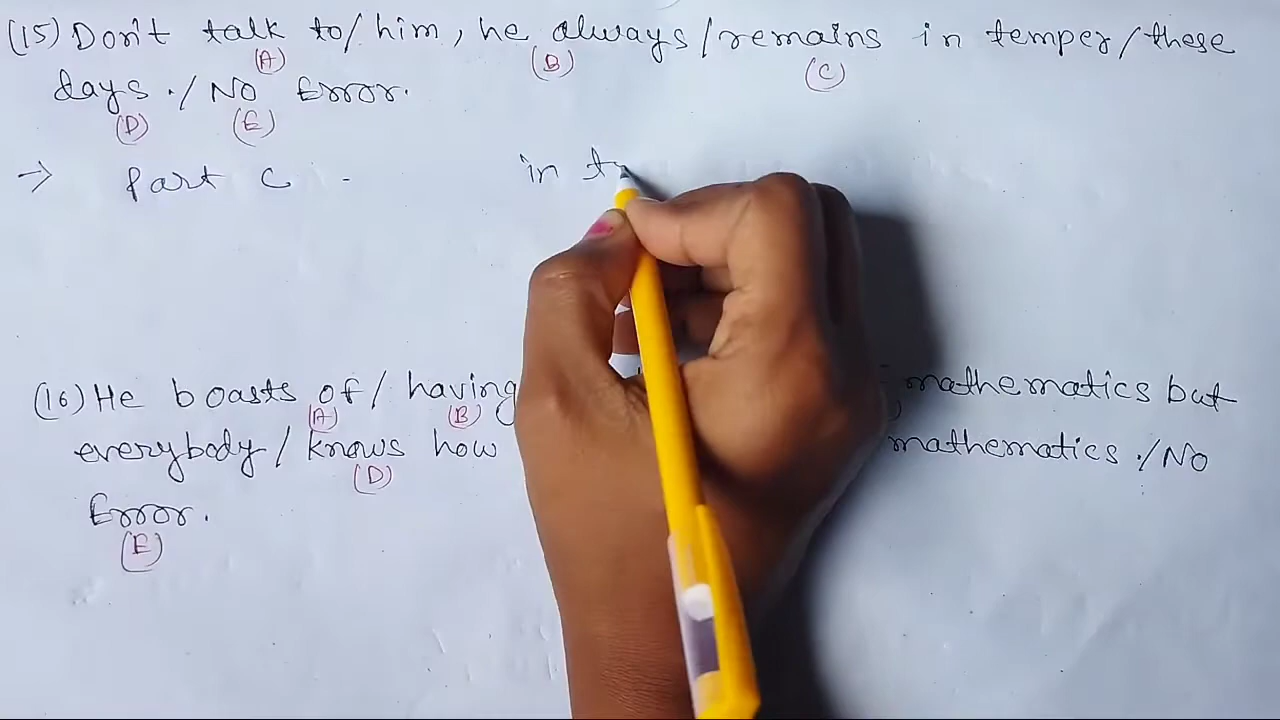 (15) Don't talk to/him, he always/remains in temper/these
(A) (B) (C)
days./No Error.
(D) (E)
→ Part C - in t
(16) He boasts of/having mathematics but
(A) (B)
everybody/knows how mathematics./No
(D)
Error.
(E)